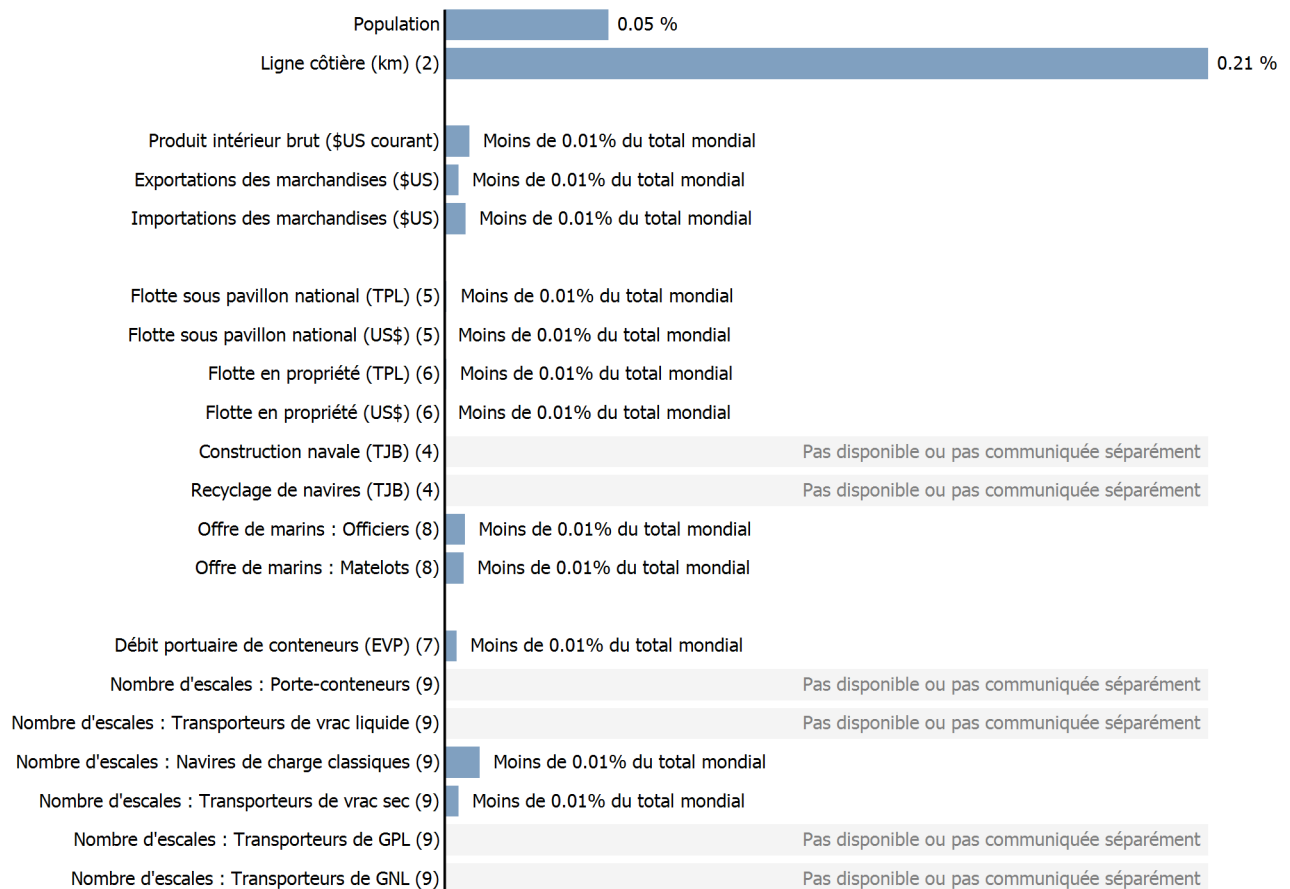 Population 0.05 %
Ligne côtière (km) (2) 0.21 %
Produit intérieur brut ($US courant) Moins de 0.01% du total mondial
Exportations des marchandises ($US) Moins de 0.01% du total mondial
Importations des marchandises ($US) Moins de 0.01% du total mondial
Flotte sous pavillon national (TPL) (5) Moins de 0.01% du total mondial
Flotte sous pavillon national (US$) (5) Moins de 0.01% du total mondial
Flotte en propriété (TPL) (6) Moins de 0.01% du total mondial
Flotte en propriété (US$) (6) Moins de 0.01% du total mondial
Construction navale (TJB) (4) Pas disponible ou pas communiquée séparément
Recyclage de navires (TJB) (4) Pas disponible ou pas communiquée séparément
Offre de marins : Officiers (8) Moins de 0.01% du total mondial
Offre de marins : Matelots (8) Moins de 0.01% du total mondial
Débit portuaire de conteneurs (EVP) (7) Moins de 0.01% du total mondial
Nombre d'escales : Porte-conteneurs (9) Pas disponible ou pas communiquée séparément
Nombre d'escales : Transporteurs de vrac liquide (9) Pas disponible ou pas communiquée séparément
Nombre d'escales : Navires de charge classiques (9) Moins de 0.01% du total mondial
Nombre d'escales : Transporteurs de vrac sec (9) Moins de 0.01% du total mondial
Nombre d'escales : Transporteurs de GPL (9) Pas disponible ou pas communiquée séparément
Nombre d'escales : Transporteurs de GNL (9) Pas disponible ou pas communiquée séparément